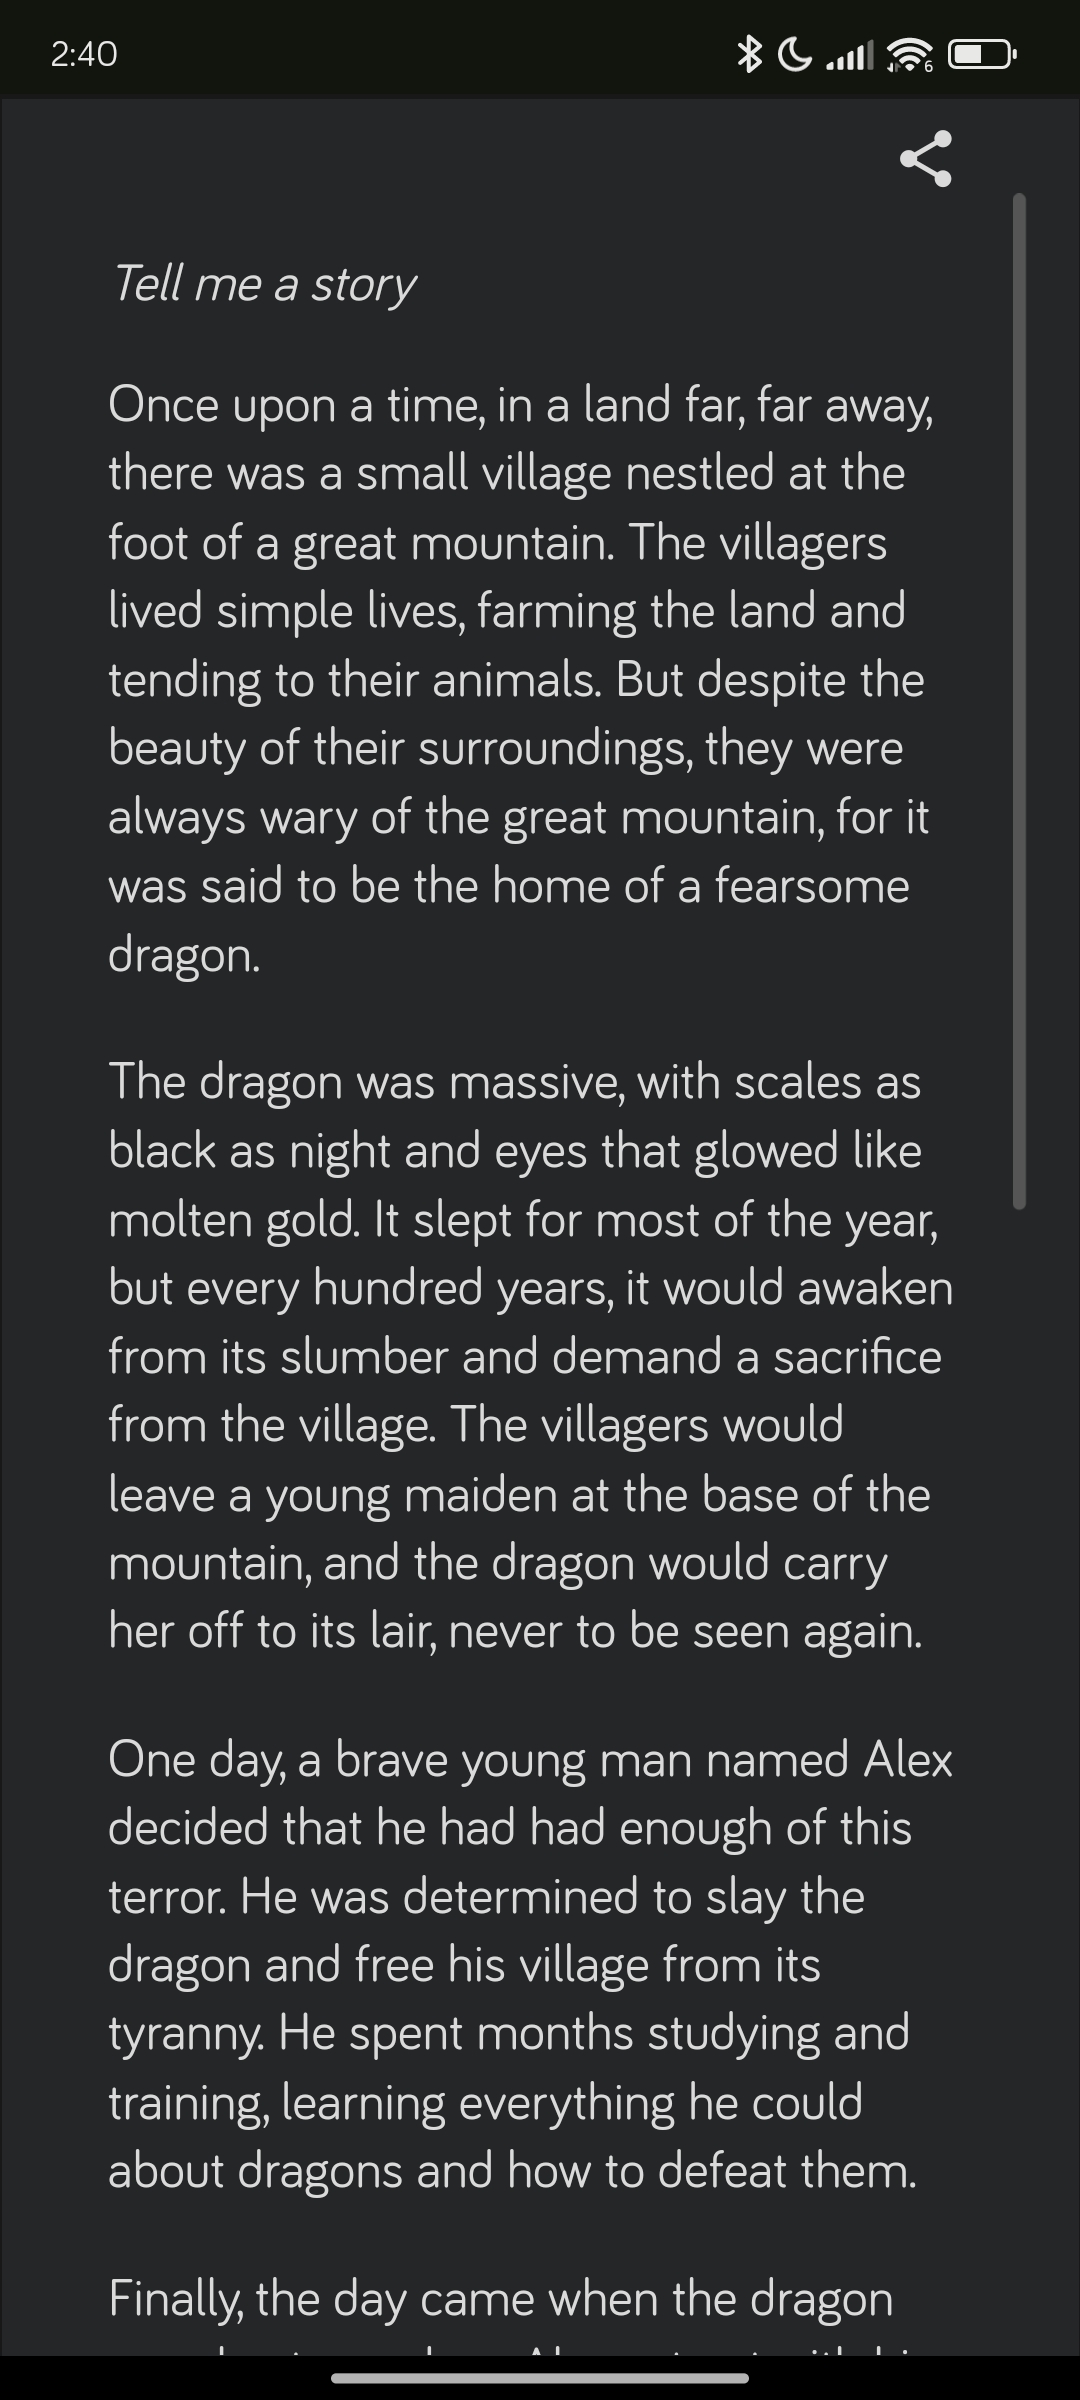 2:40
6
Tell me a story
Once upon a time, in a land far, far away,
there was a small village nestled at the
foot of a great mountain. The villagers
lived simple lives, farming the land and
tending to their animals. But despite the
beauty of their surroundings, they were
always wary of the great mountain, for it
was said to be the home of a fearsome
dragon.
The dragon was massive, with scales as
black as night and eyes that glowed like
molten gold. It slept for most of the year,
but every hundred years, it would awaken
from its slumber and demand a sacrifice
from the village. The villagers would
leave a young maiden at the base of the
mountain, and the dragon would carry
her off to its lair, never to be seen again.
One day, a brave young man named Alex
decided that he had had enough of this
terror. He was determined to slay the
dragon and free his village from its
tyranny. He spent months studying and
training, learning everything he could
about dragons and how to defeat them.
Finally, the day came when the dragon